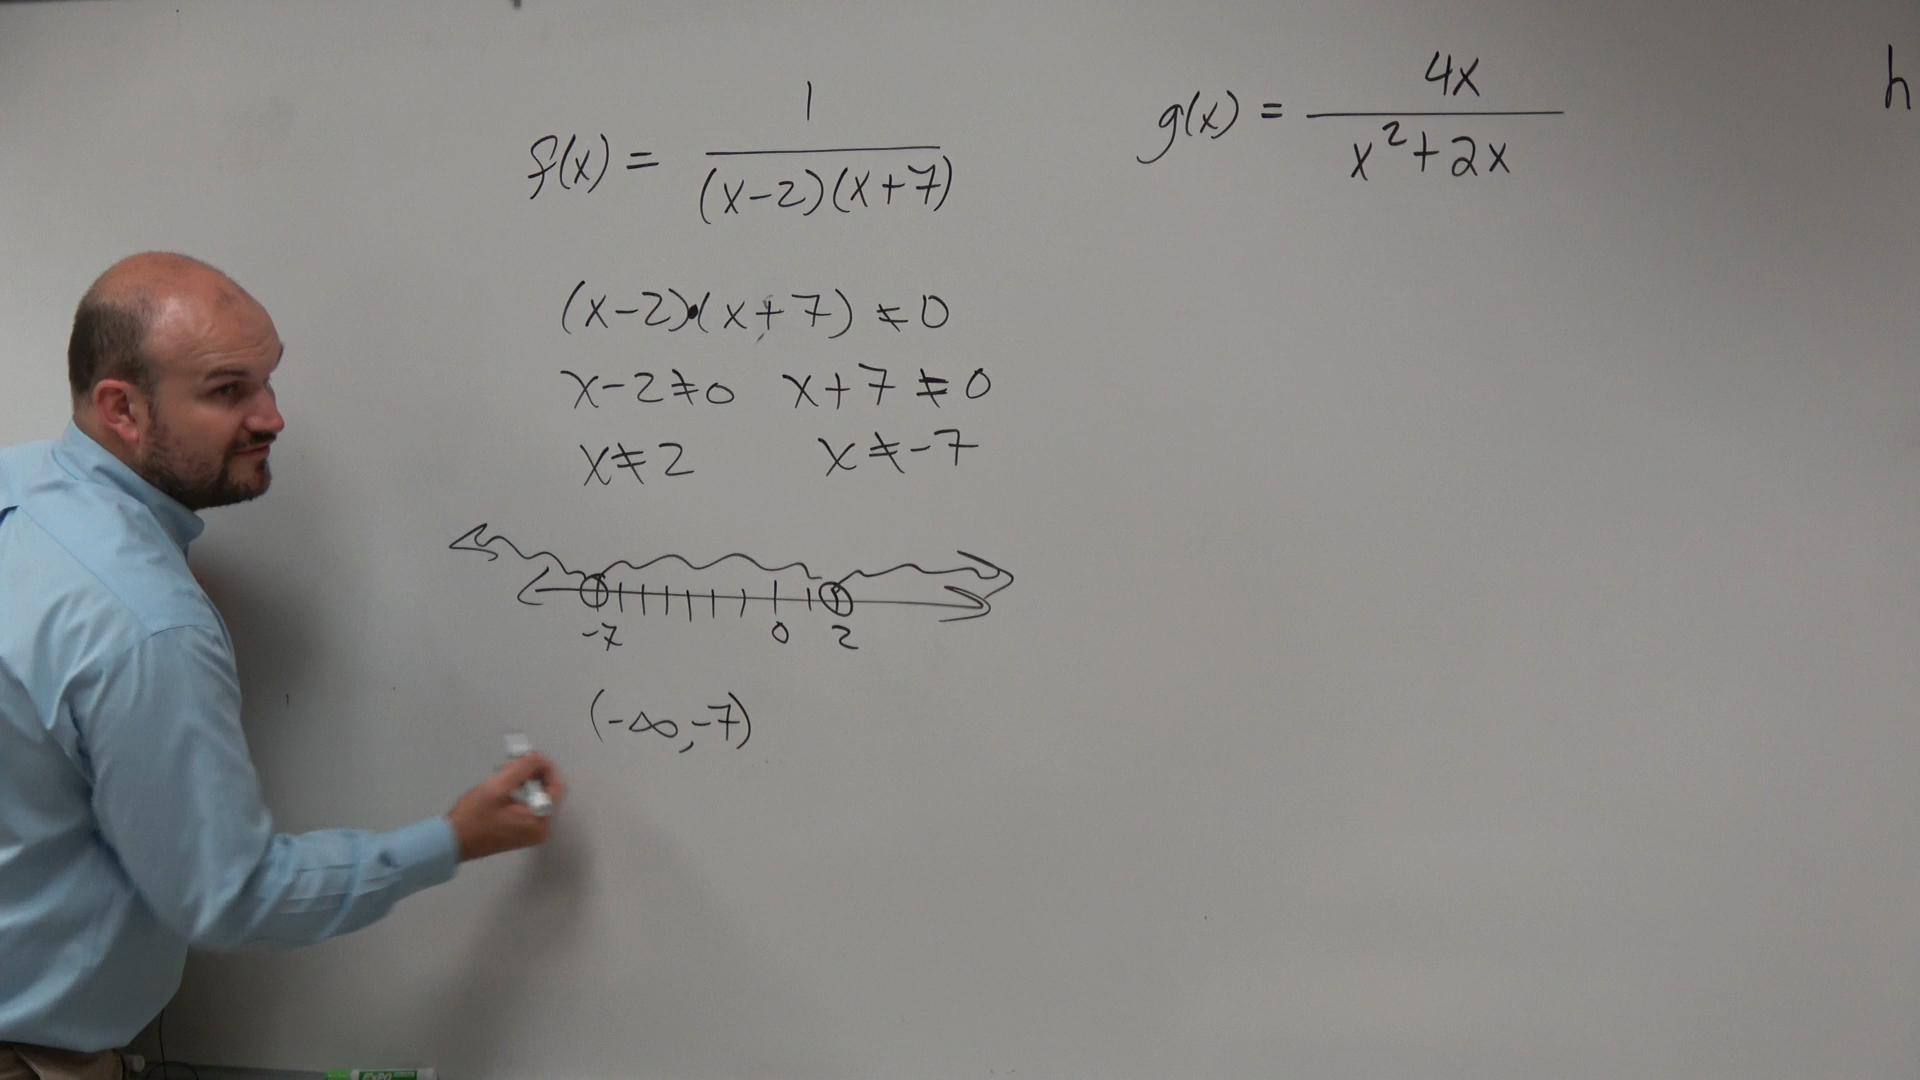 f(x) = 1 / (x-2)(x+7)
(x-2)•(x+7) ≠ 0
x-2≠0 x+7≠0
x≠2 x≠-7
-7 0 2
(-∞,-7)
g(x) = 4x / x²+2x
h
EXPO